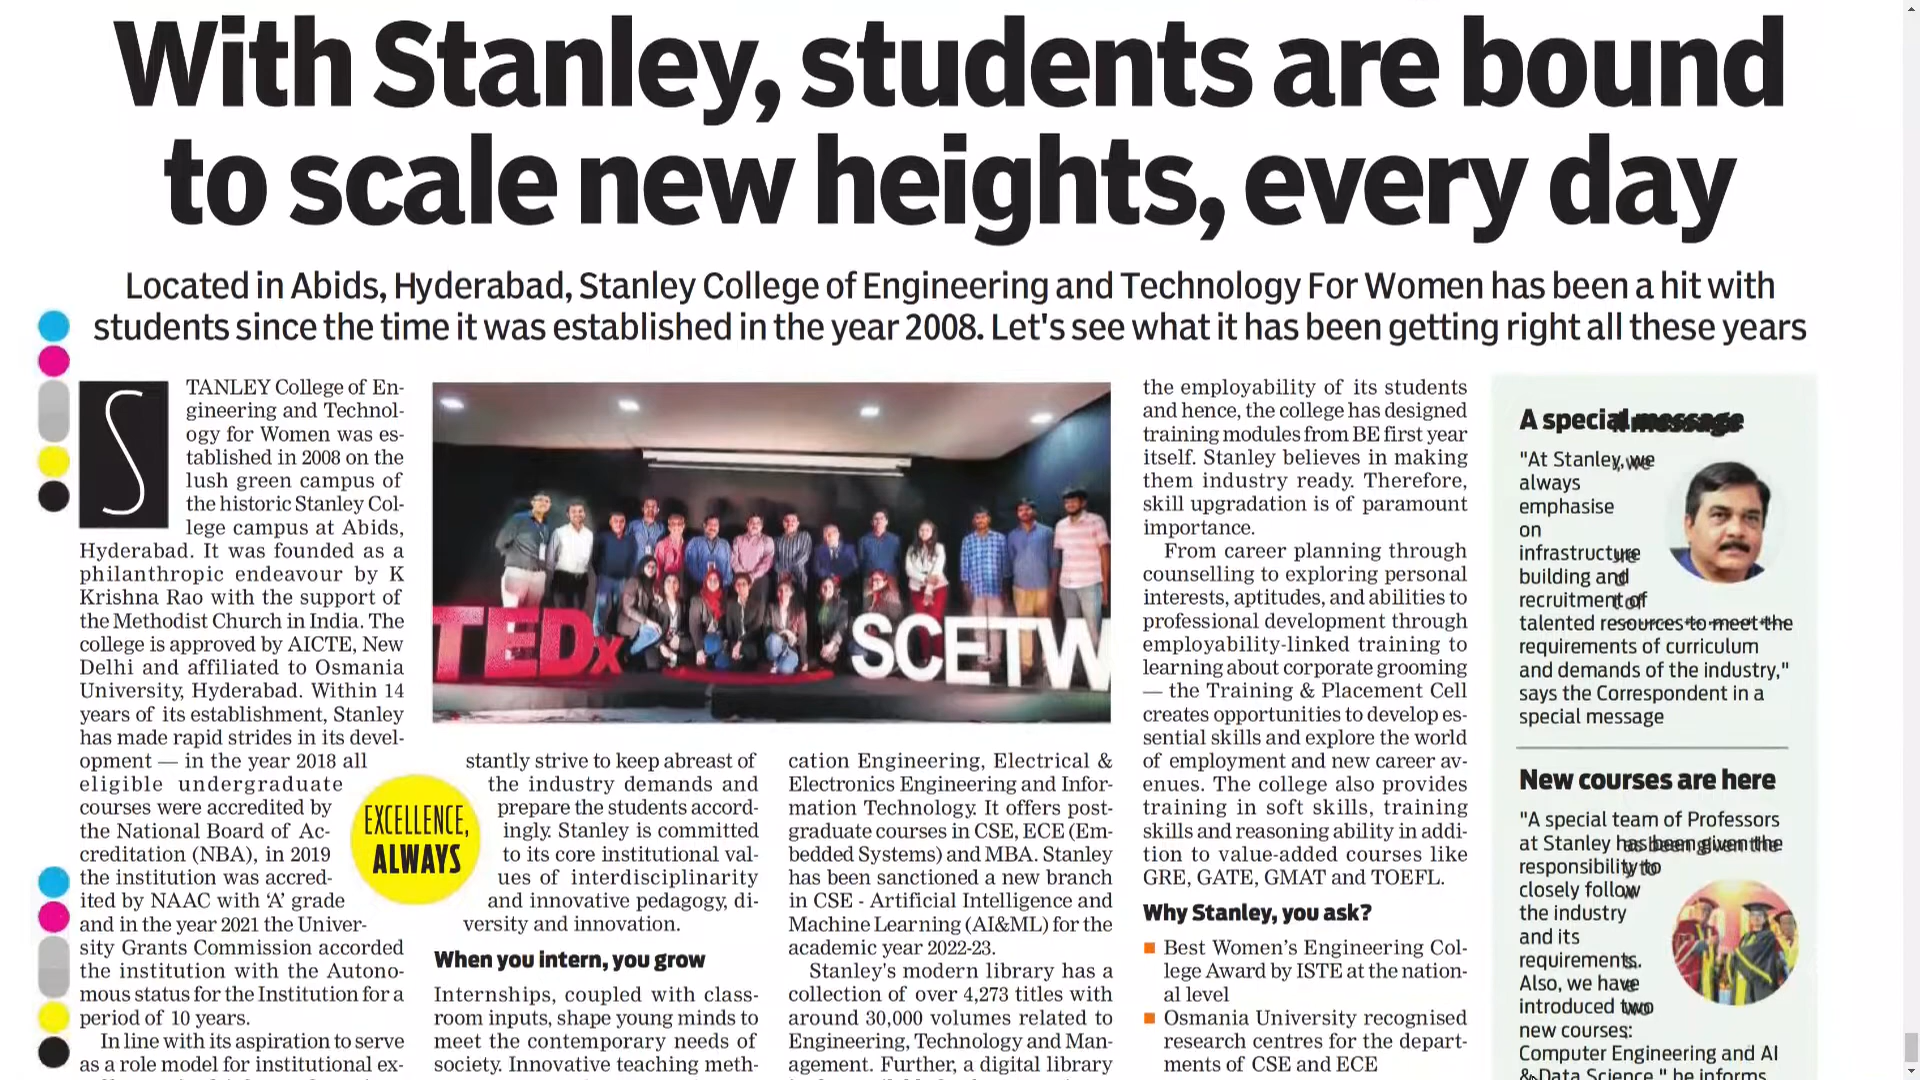 With Stanley, students are bound
to scale new heights, every day
Located in Abids, Hyderabad, Stanley College of Engineering and Technology For Women has been a hit with
students since the time it was established in the year 2008. Let's see what it has been getting right all these years
STANLEY College of En-
gineering and Technol-
ogy for Women was es-
tablished in 2008 on the
lush green campus of
the historic Stanley Col-
lege campus at Abids,
Hyderabad. It was founded as a
philanthropic endeavour by K
Krishna Rao with the support of
the Methodist Church in India. The
college is approved by AICTE, New
Delhi and affiliated to Osmania
University, Hyderabad. Within 14
years of its establishment, Stanley
has made rapid strides in its devel-
opment — in the year 2018 all
eligible undergraduate
courses were accredited by
the National Board of Ac-
creditation (NBA), in 2019
the institution was accred-
ited by NAAC with ‘A’ grade
and in the year 2021 the Univer-
sity Grants Commission accorded
the institution with the Autono-
mous status for the Institution for a
period of 10 years.
In line with its aspiration to serve
as a role model for institutional ex-
EXCELLENCE,
ALWAYS
TEDx
SCETW
stantly strive to keep abreast of
the industry demands and
prepare the students accord-
ingly. Stanley is committed
to its core institutional val-
ues of interdisciplinarity
and innovative pedagogy, di-
versity and innovation.
When you intern, you grow
Internships, coupled with class-
room inputs, shape young minds to
meet the contemporary needs of
society. Innovative teaching meth-
cation Engineering, Electrical &
Electronics Engineering and Infor-
mation Technology. It offers post-
graduate courses in CSE, ECE (Em-
bedded Systems) and MBA. Stanley
has been sanctioned a new branch
in CSE - Artificial Intelligence and
Machine Learning (AI&ML) for the
academic year 2022-23.
Stanley's modern library has a
collection of over 4,273 titles with
around 30,000 volumes related to
Engineering, Technology and Man-
agement. Further, a digital library
the employability of its students
and hence, the college has designed
training modules from BE first year
itself. Stanley believes in making
them industry ready. Therefore,
skill upgradation is of paramount
importance.
From career planning through
counselling to exploring personal
interests, aptitudes, and abilities to
professional development through
employability-linked training to
learning about corporate grooming
— the Training & Placement Cell
creates opportunities to develop es-
sential skills and explore the world
of employment and new career av-
enues. The college also provides
training in soft skills, training
skills and reasoning ability in addi-
tion to value-added courses like
GRE, GATE, GMAT and TOEFL.
Why Stanley, you ask?
Best Women’s Engineering Col-
lege Award by ISTE at the nation-
al level
Osmania University recognised
research centres for the depart-
ments of CSE and ECE
A special message
"At Stanley, we
always
emphasise
on
infrastructure
building and
recruitment of
talented resources to meet the
requirements of curriculum
and demands of the industry,"
says the Correspondent in a
special message
New courses are here
"A special team of Professors
at Stanley has been given the
responsibility to
closely follow
the industry
and its
requirements.
Also, we have
introduced two
new courses:
Computer Engineering and AI
& Data Science," he informs